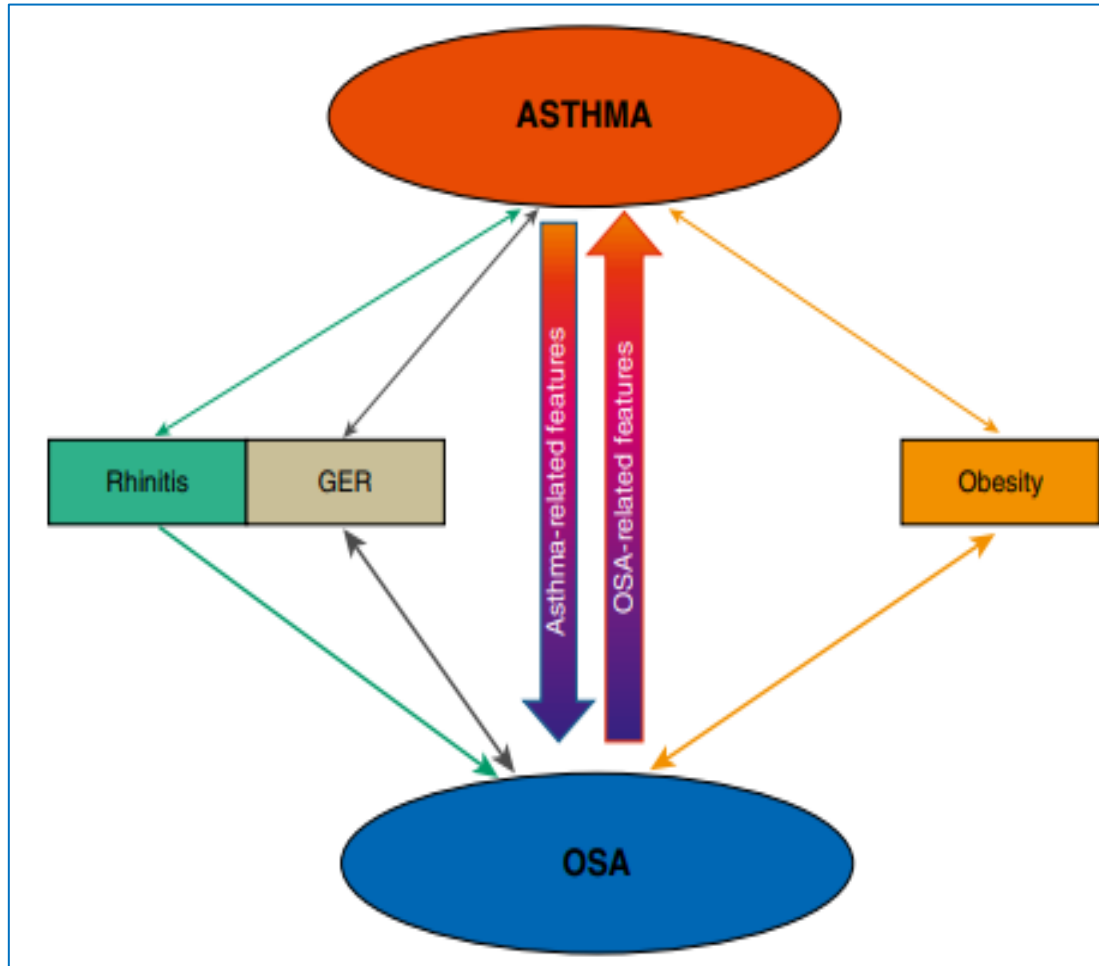 ASTHMA
Asthma-related features
OSA-related features
Rhinitis
GER
Obesity
OSA